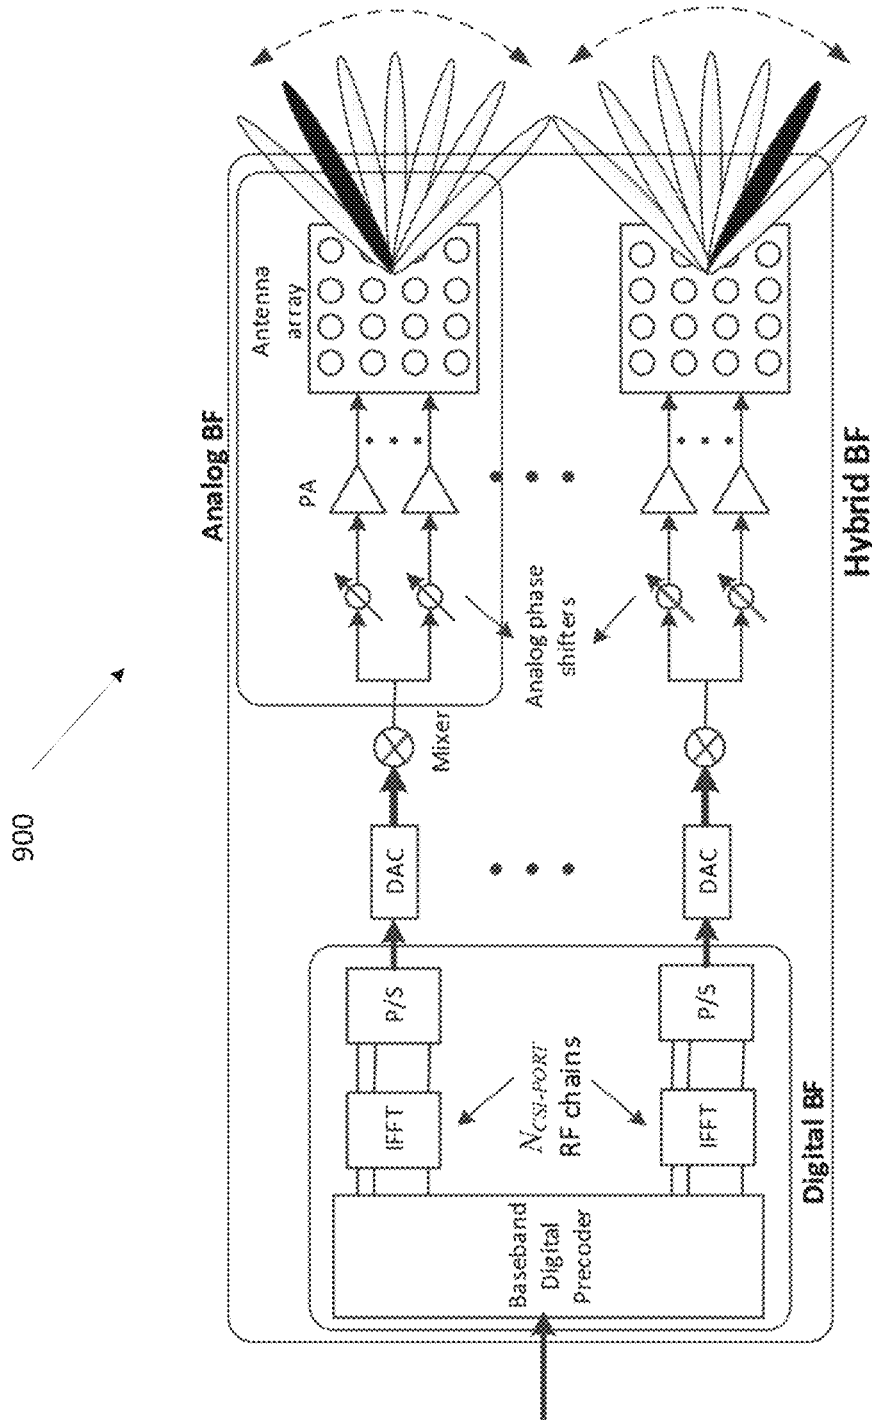 900
Analog BF
Antenna
array
PA
Analog phase
shifters
Mixer
DAC
DAC
P/S
P/S
N_CSI-PORT
RF chains
IFFT
IFFT
Baseband
Digital
Precoder
Digital BF
Hybrid BF